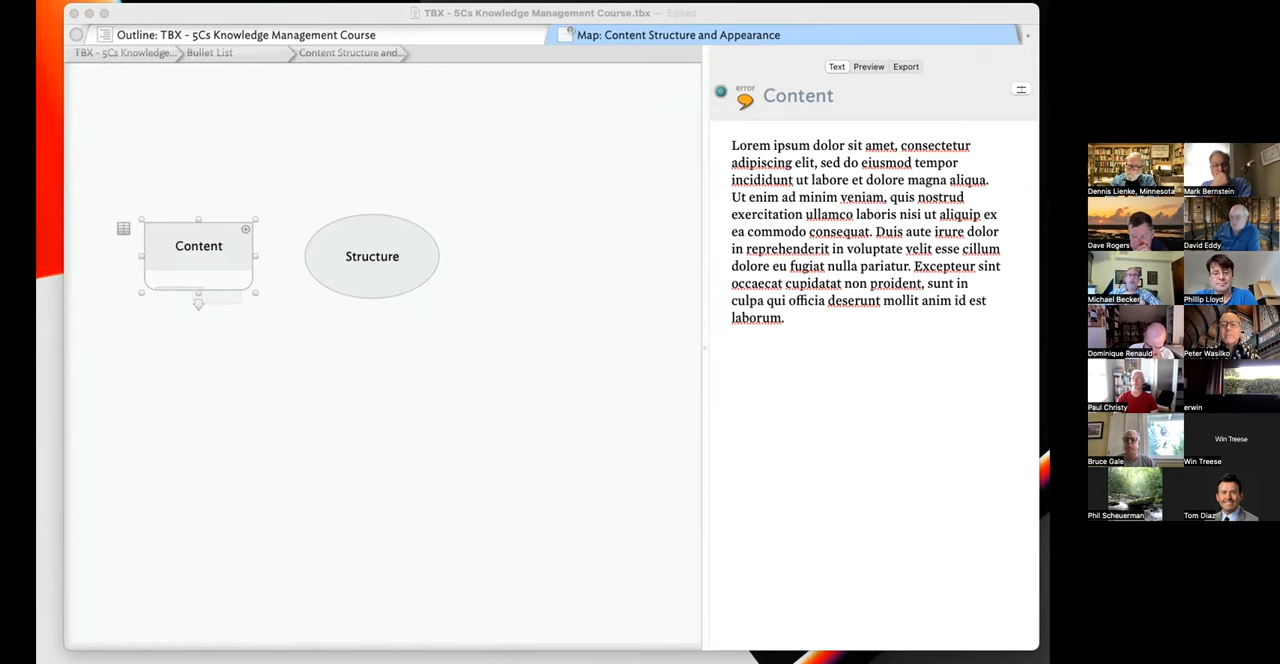 TBX - 5Cs Knowledge Management Course.tbx — Edited
Outline: TBX - 5Cs Knowledge Management Course
Map: Content Structure and Appearance
+
TBX - 5Cs Knowledge... Bullet List Content Structure and...
Text Preview Export
error
Content
Content
Structure
Lorem ipsum dolor sit amet, consectetur
adipiscing elit, sed do eiusmod tempor
incididunt ut labore et dolore magna aliqua.
Ut enim ad minim veniam, quis nostrud
exercitation ullamco laboris nisi ut aliquip ex
ea commodo consequat. Duis aute irure dolor
in reprehenderit in voluptate velit esse cillum
dolore eu fugiat nulla pariatur. Excepteur sint
occaecat cupidatat non proident, sunt in
culpa qui officia deserunt mollit anim id est
laborum.
Dennis Lienke, Minnesota
Mark Bernstein
Dave Rogers
David Eddy
Michael Becker
Phillip Lloyd
Dominique Renauld
Peter Wasilko
Paul Christy
erwin
Bruce Gale
Win Treese
Win Treese
Phil Scheuerman
Tom Diaz